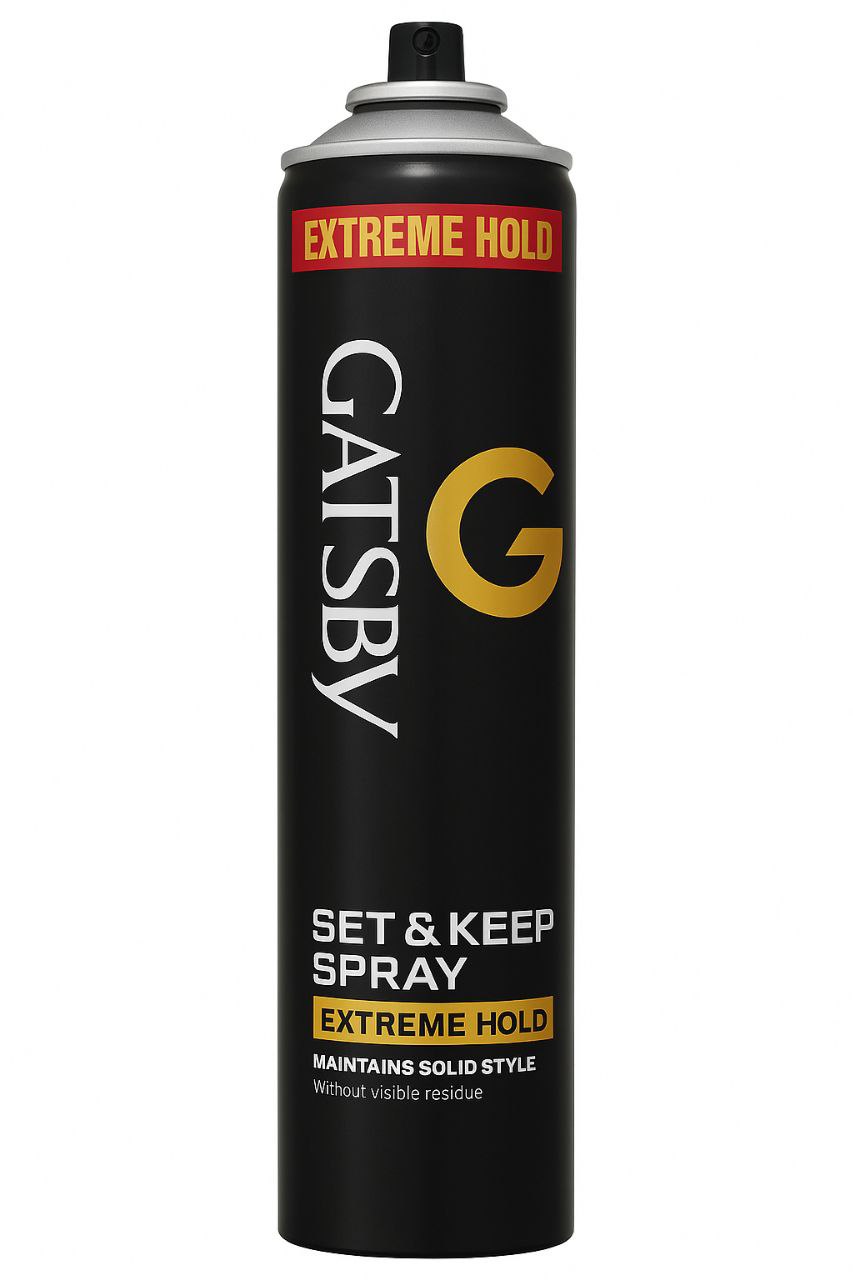 EXTREME HOLD
GATSBY
G
SET & KEEP
SPRAY
EXTREME HOLD
MAINTAINS SOLID STYLE
Without visible residue